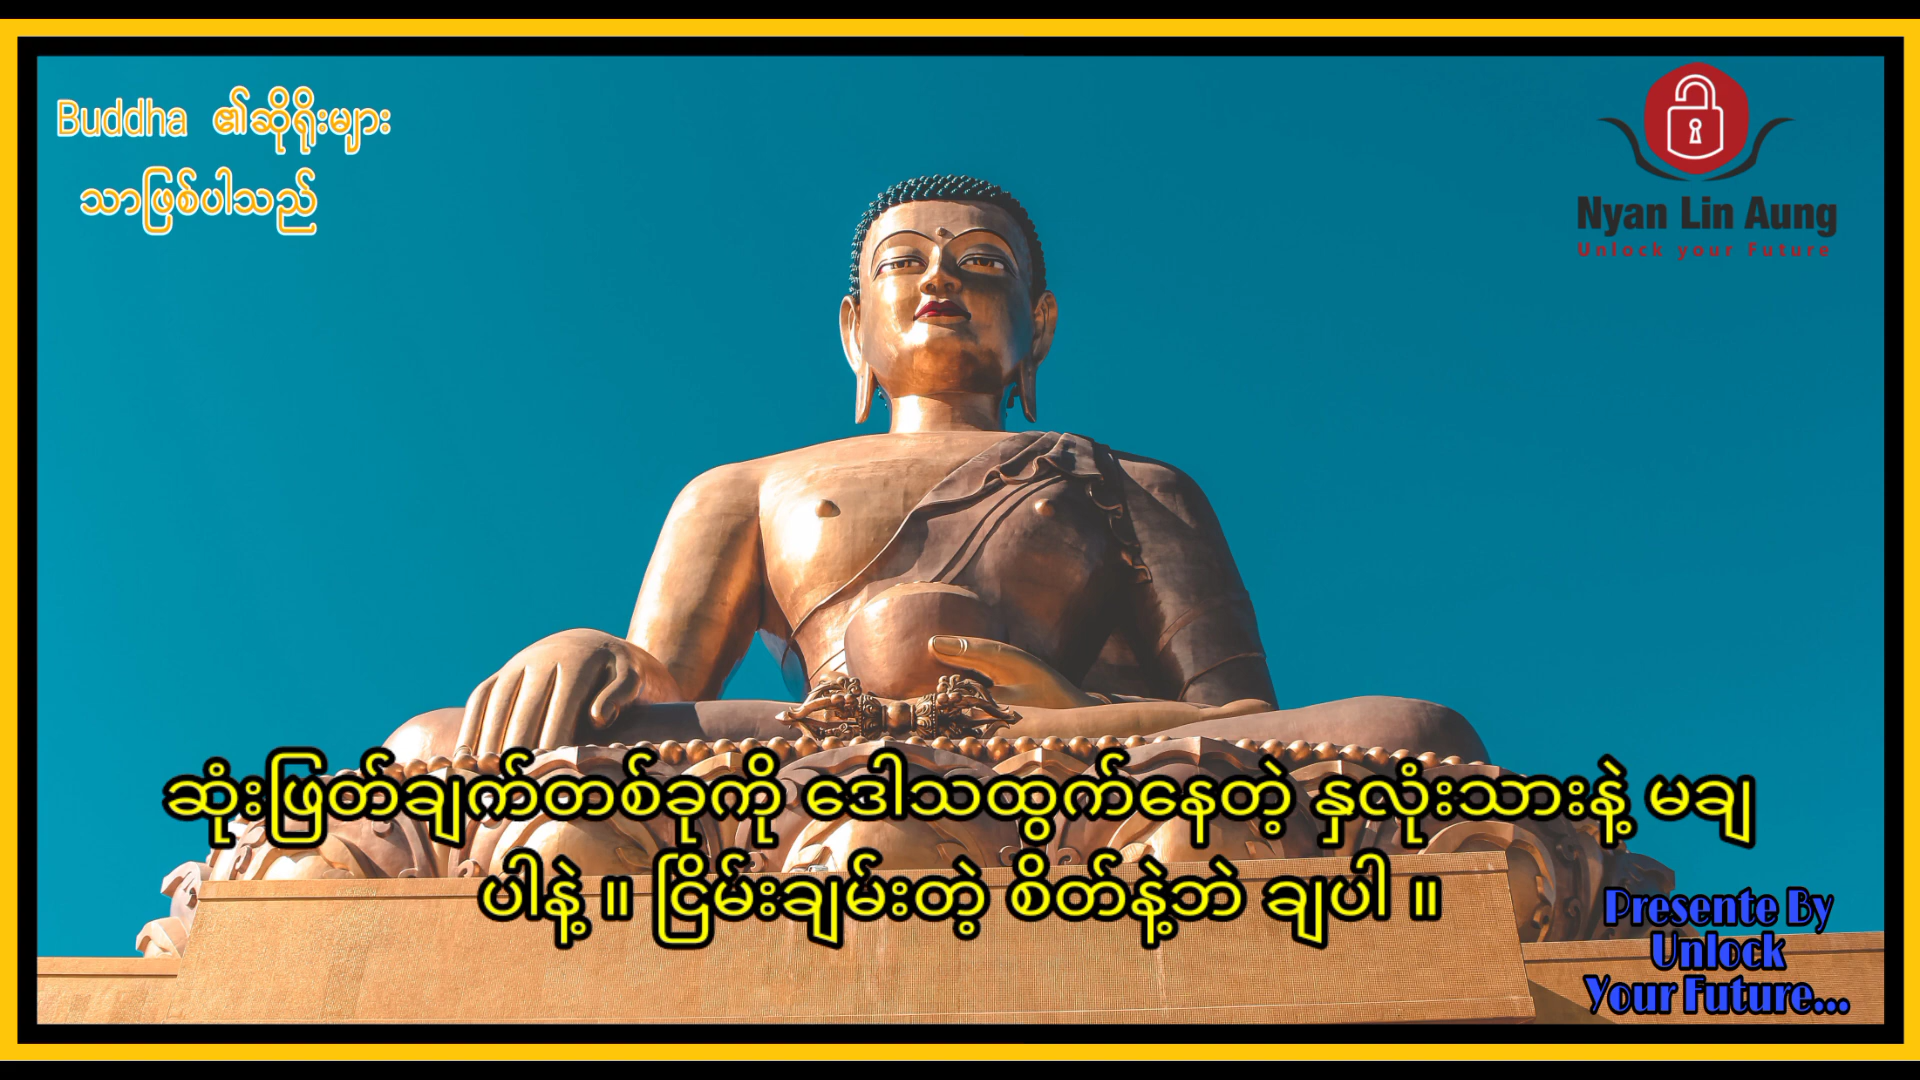 Buddha ၏ဆိုရိုးများ
သာဖြစ်ပါသည်
Nyan Lin Aung
Unlock your Future
ဆုံးဖြတ်ချက်တစ်ခုကို ဒေါသထွက်နေတဲ့ နှလုံးသားနဲ့ မချ
ပါနဲ့ ။ ငြိမ်းချမ်းတဲ့ စိတ်နဲ့ဘဲ ချပါ ။
Presente By
Unlock
Your Future...